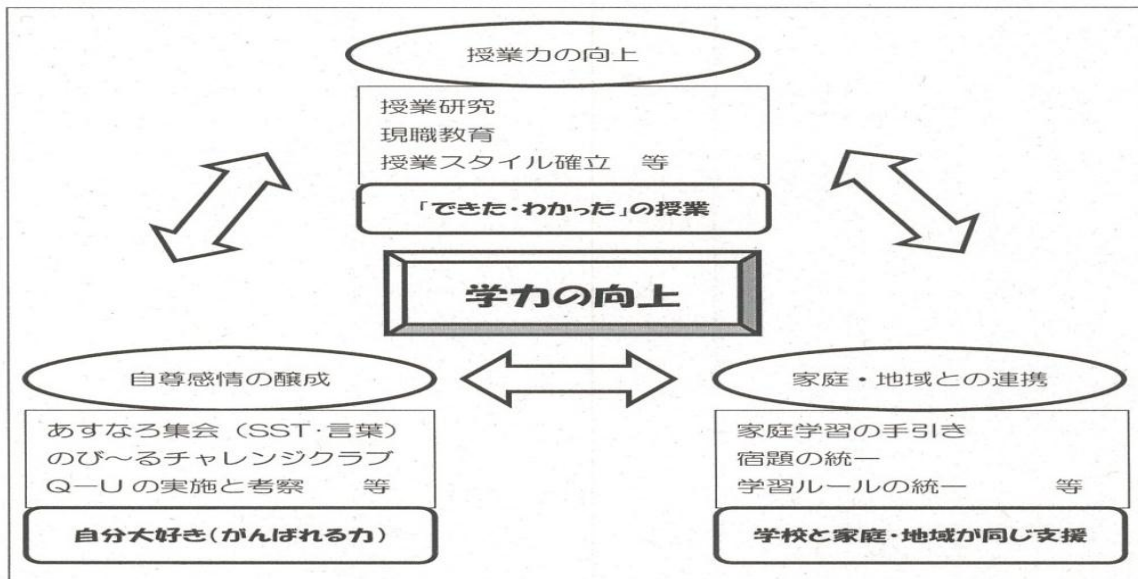 授業力の向上
授業研究
現職教育
授業スタイル確立　等
「できた・わかった」の授業
学力の向上
自尊感情の醸成
あすなろ集会（SST・言葉）
のび～るチャレンジクラブ
Q－Uの実施と考察　　等
自分大好き(がんばれる力)
家庭・地域との連携
家庭学習の手引き
宿題の統一
学習ルールの統一　　　等
学校と家庭・地域が同じ支援